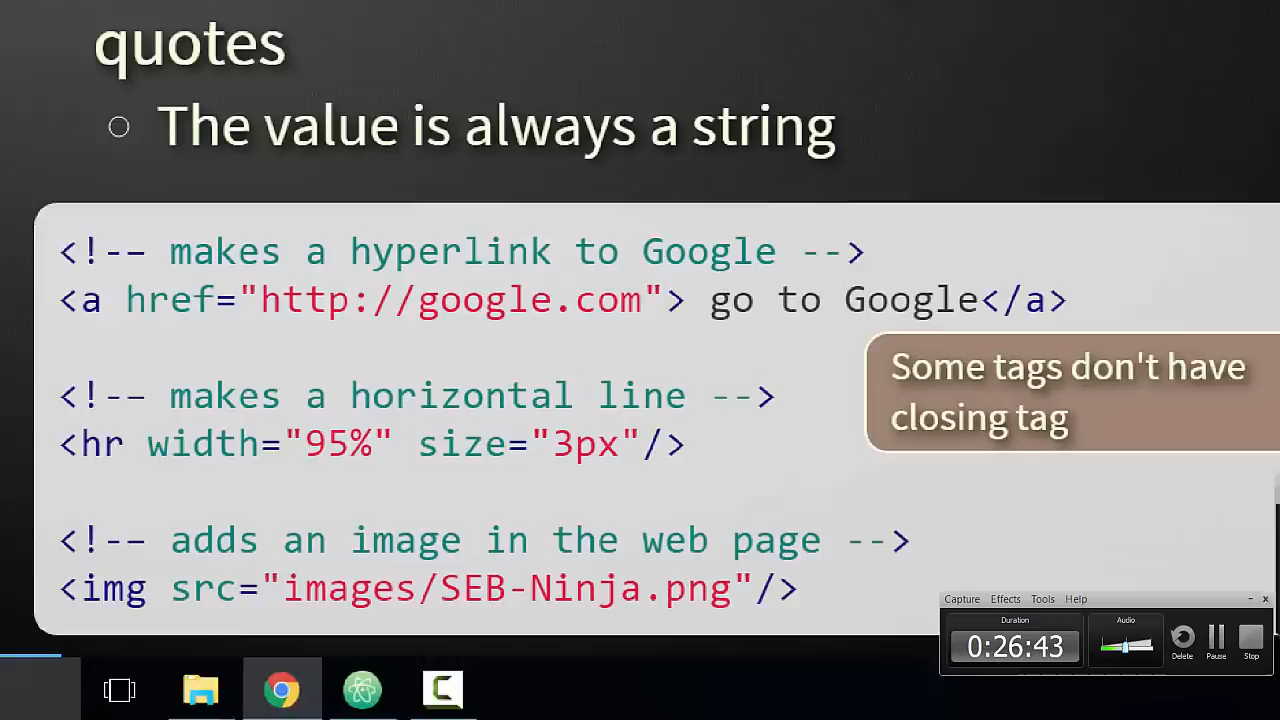 quotes
The value is always a string
<!-- makes a hyperlink to Google -->
<a href="http://google.com"> go to Google</a>
Some tags don't have
closing tag
<!-- makes a horizontal line -->
<hr width="95%" size="3px"/>
<!-- adds an image in the web page -->
<img src="images/SEB-Ninja.png"/>
Capture Effects Tools Help
Duration
Audio
0:26:43
Delete Pause Stop